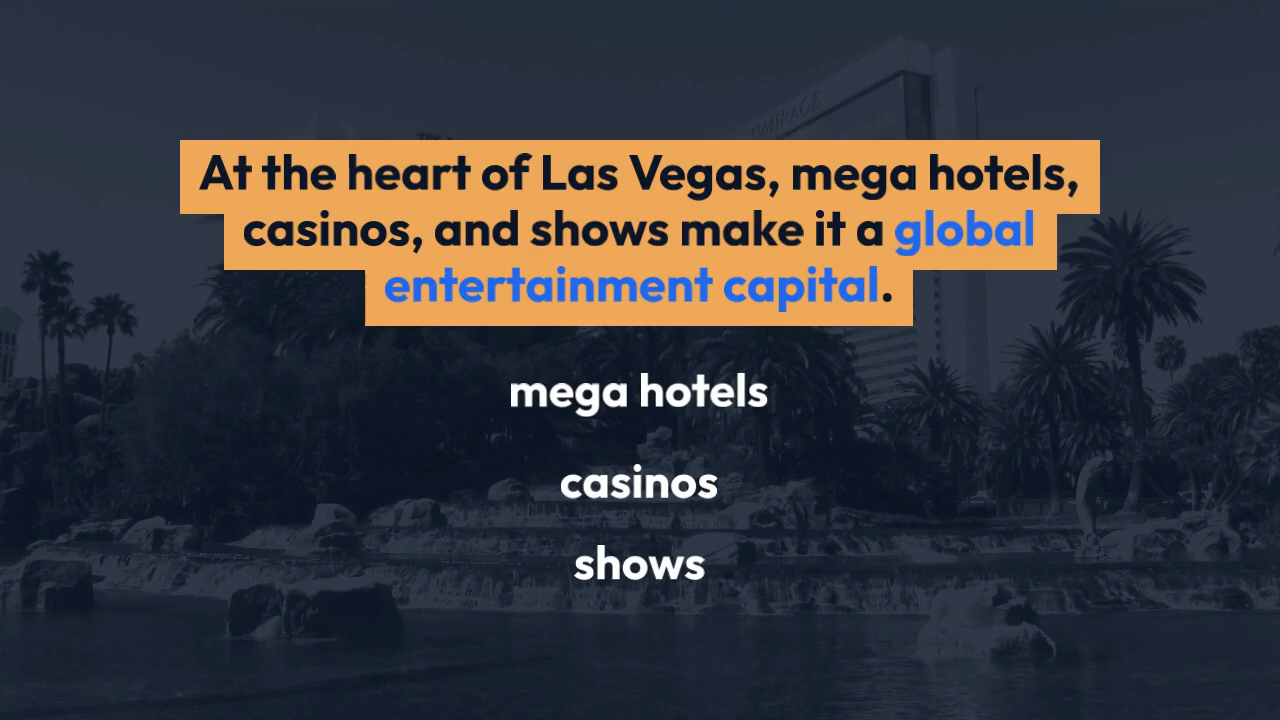 At the heart of Las Vegas, mega hotels,
casinos, and shows make it a global
entertainment capital.
mega hotels
casinos
shows